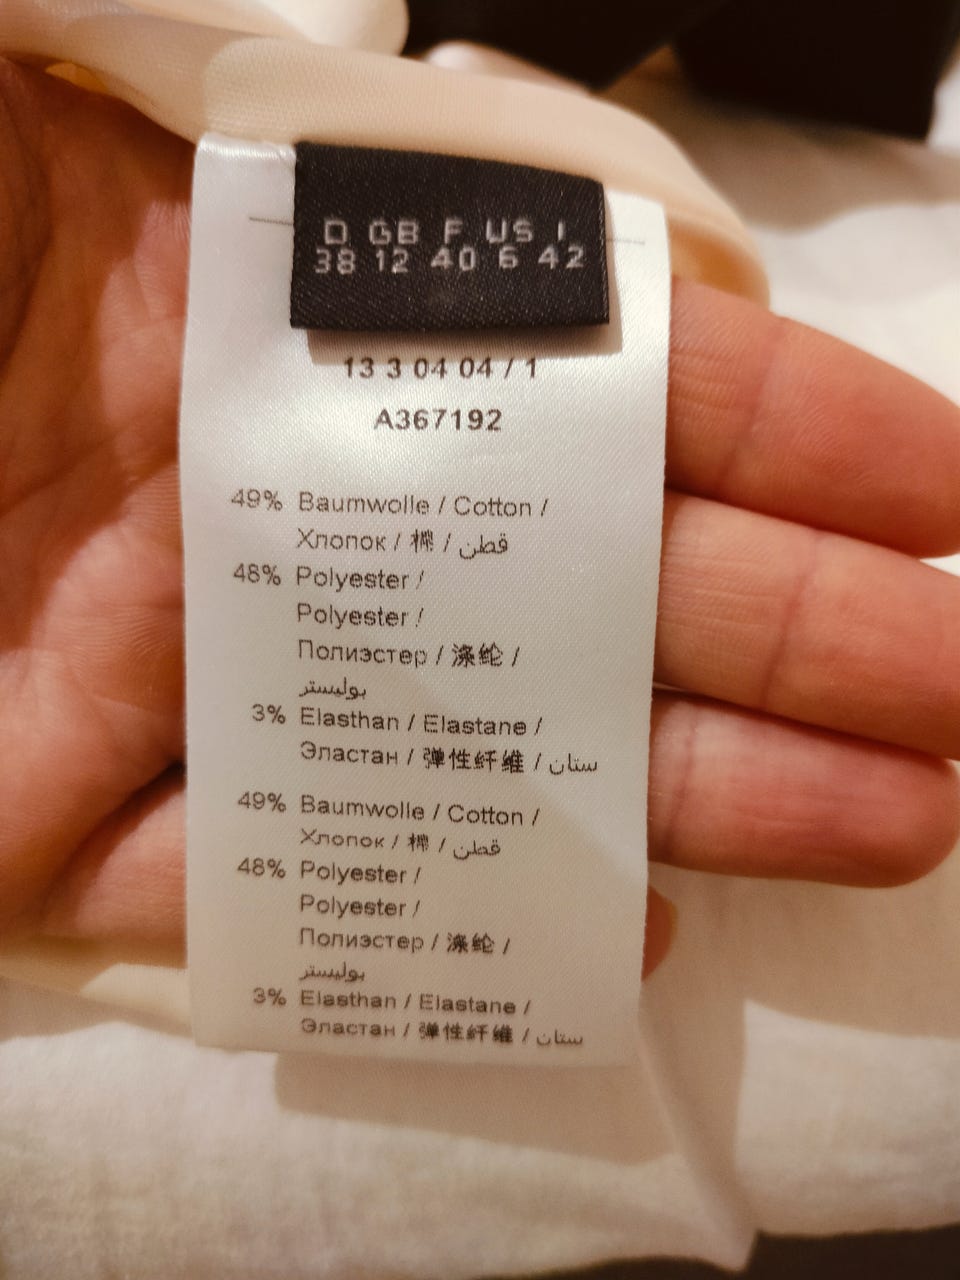 D GB F US I
38 12 40 6 42
13 3 04 04 / 1
A367192
49% Baumwolle / Cotton /
Хлопок / 棉 / قطن
48% Polyester /
Polyester /
Полиэстер / 涤纶 /
بوليستر
3% Elasthan / Elastane /
Эластан / 弹性纤维 / ستان
49% Baumwolle / Cotton /
Хлопок / 棉 / قطن
48% Polyester /
Polyester /
Полиэстер / 涤纶 /
بوليستر
3% Elasthan / Elastane /
Эластан / 弹性纤维 / ستان